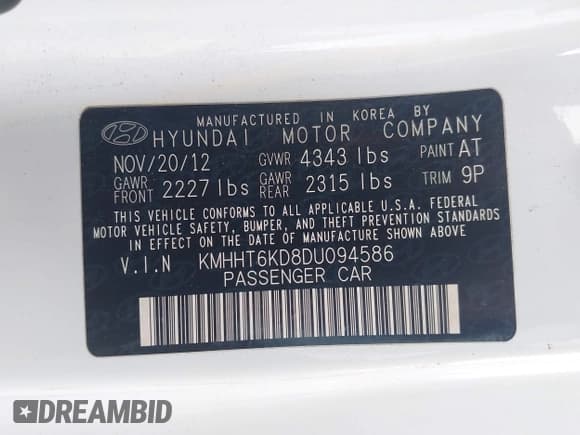 MANUFACTURED IN KOREA BY
HYUNDAI MOTOR COMPANY
NOV/20/12 GVWR 4343 lbs PAINT AT
GAWR FRONT 2227 lbs GAWR REAR 2315 lbs TRIM 9P
THIS VEHICLE CONFORMS TO ALL APPLICABLE U.S.A. FEDERAL
MOTOR VEHICLE SAFETY, BUMPER, AND THEFT PREVENTION STANDARDS
IN EFFECT ON THE DATE OF MANUFACTURE SHOWN ABOVE
V.I.N KMHHT6KD8DU094586
PASSENGER CAR
DREAMBID